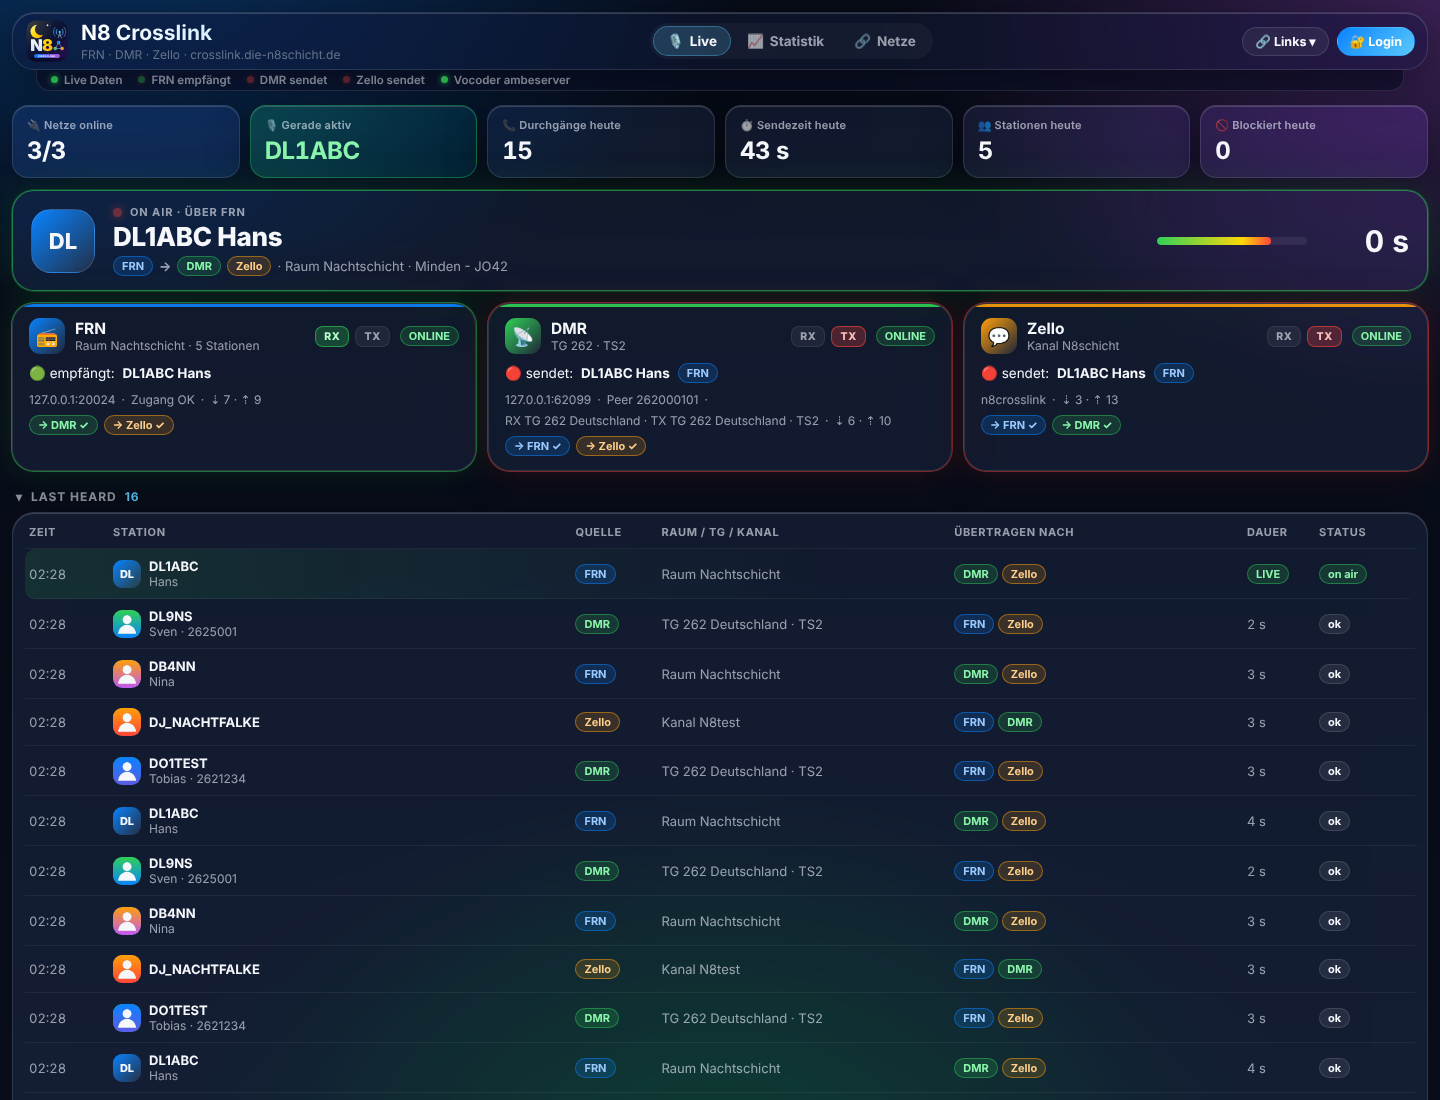 N8 Crosslink
FRN · DMR · Zello · crosslink.die-n8schicht.de
Live
Statistik
Netze
Links ▾
Login
Live Daten
FRN empfängt
DMR sendet
Zello sendet
Vocoder ambeserver
Netze online
3/3
Gerade aktiv
DL1ABC
Durchgänge heute
15
Sendezeit heute
43 s
Stationen heute
5
Blockiert heute
0
DL
ON AIR · ÜBER FRN
DL1ABC Hans
FRN → DMR Zello · Raum Nachtschicht · Minden - JO42
0 s
FRN
Raum Nachtschicht · 5 Stationen
RX TX ONLINE
empfängt: DL1ABC Hans
127.0.0.1:20024 · Zugang OK · ↓ 7 · ↑ 9
→ DMR ✓ → Zello ✓
DMR
TG 262 · TS2
RX TX ONLINE
sendet: DL1ABC Hans FRN
127.0.0.1:62099 · Peer 262000101 ·
RX TG 262 Deutschland · TX TG 262 Deutschland · TS2 · ↓ 6 · ↑ 10
→ FRN ✓ → Zello ✓
Zello
Kanal N8schicht
RX TX ONLINE
sendet: DL1ABC Hans FRN
n8crosslink · ↓ 3 · ↑ 13
→ FRN ✓ → DMR ✓
▾ LAST HEARD 16
ZEIT STATION QUELLE RAUM / TG / KANAL ÜBERTRAGEN NACH DAUER STATUS
02:28 DL DL1ABC FRN Raum Nachtschicht DMR Zello LIVE on air
Hans
02:28 DL9NS DMR TG 262 Deutschland · TS2 FRN Zello 2 s ok
Sven · 2625001
02:28 DB4NN FRN Raum Nachtschicht DMR Zello 3 s ok
Nina
02:28 DJ_NACHTFALKE Zello Kanal N8test FRN DMR 3 s ok
02:28 DO1TEST DMR TG 262 Deutschland · TS2 FRN Zello 3 s ok
Tobias · 2621234
02:28 DL DL1ABC FRN Raum Nachtschicht DMR Zello 4 s ok
Hans
02:28 DL9NS DMR TG 262 Deutschland · TS2 FRN Zello 2 s ok
Sven · 2625001
02:28 DB4NN FRN Raum Nachtschicht DMR Zello 3 s ok
Nina
02:28 DJ_NACHTFALKE Zello Kanal N8test FRN DMR 3 s ok
02:28 DO1TEST DMR TG 262 Deutschland · TS2 FRN Zello 3 s ok
Tobias · 2621234
02:28 DL DL1ABC FRN Raum Nachtschicht DMR Zello 4 s ok
Hans